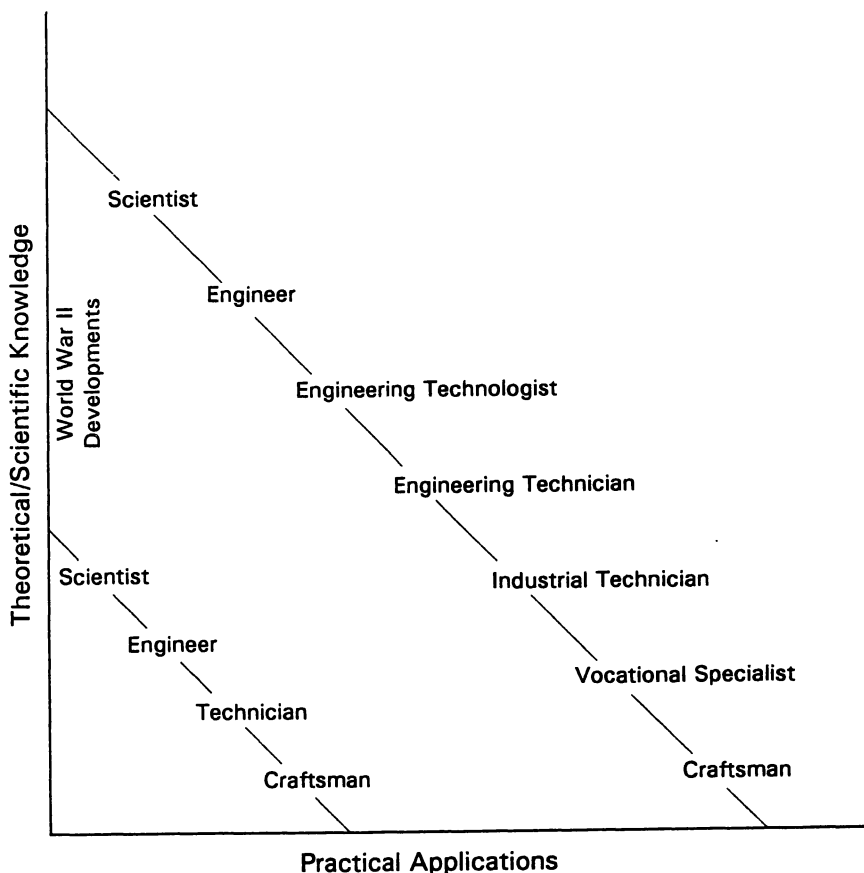 Theoretical/Scientific Knowledge
World War II
Developments
Scientist
Engineer
Engineering Technologist
Engineering Technician
Industrial Technician
Vocational Specialist
Craftsman
Scientist
Engineer
Technician
Craftsman
Practical Applications